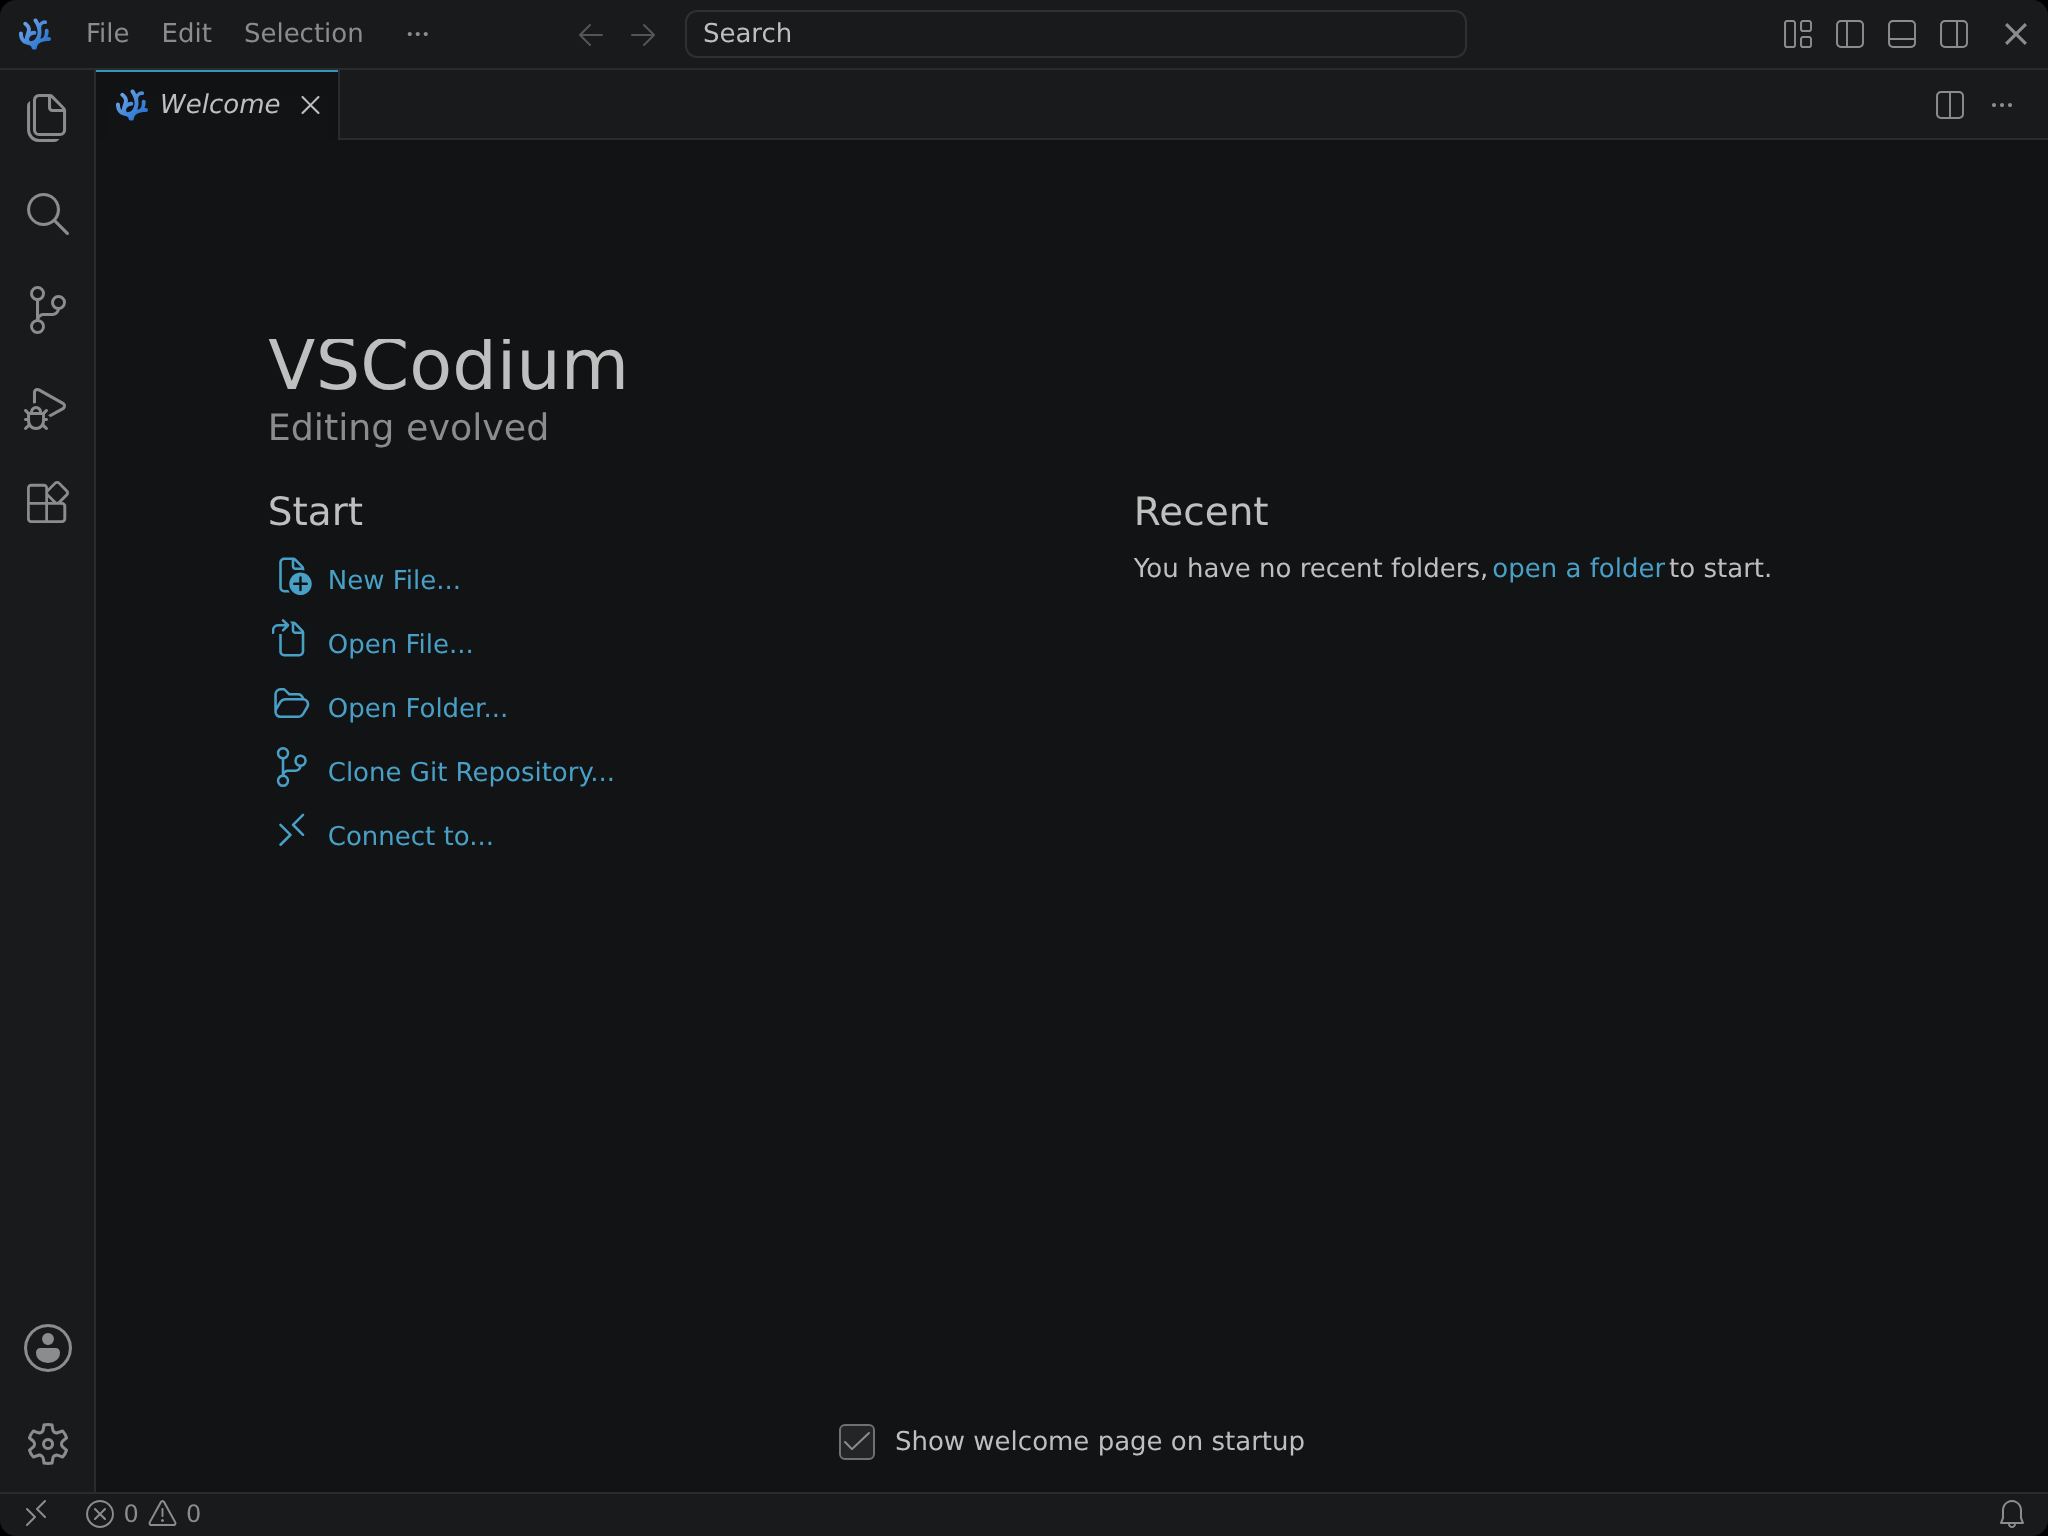 File Edit Selection ··· Search
Welcome
VSCodium
Editing evolved
Start
New File...
Open File...
Open Folder...
Clone Git Repository...
Connect to...
Recent
You have no recent folders, open a folder to start.
Show welcome page on startup
0 0